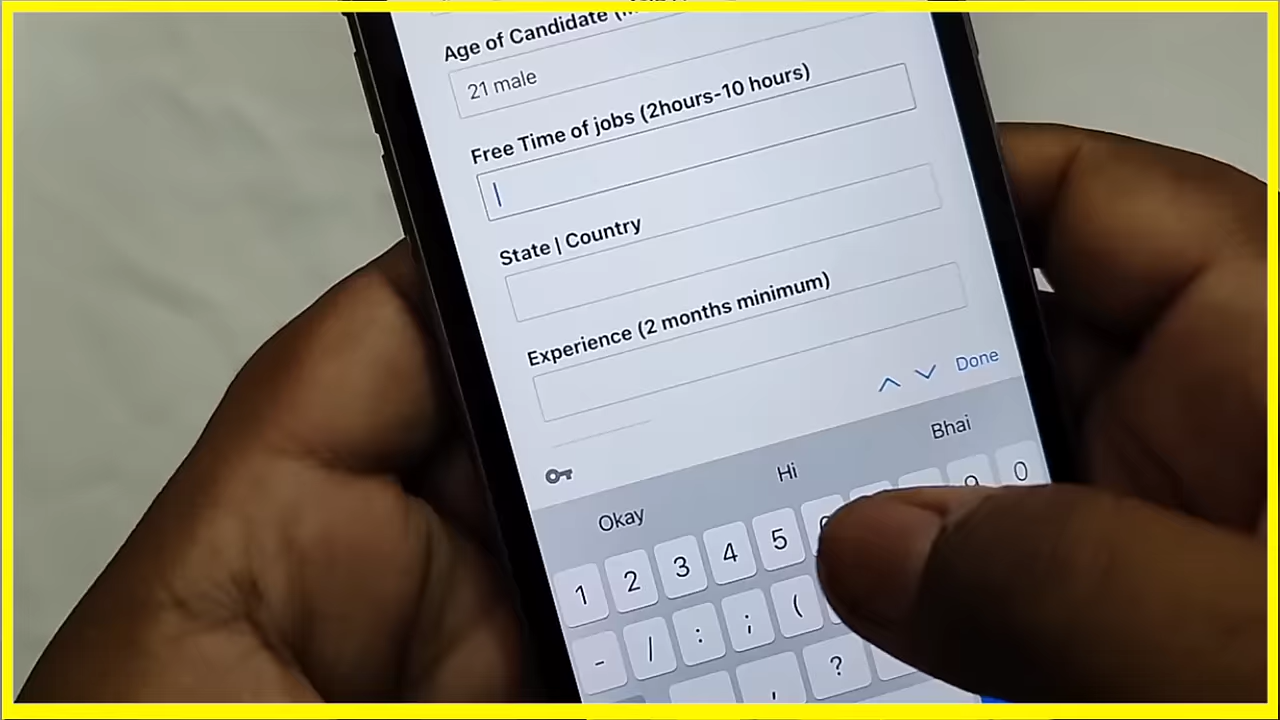 Age of Candidate
21 male
Free Time of jobs (2hours-10 hours)
State | Country
Experience (2 months minimum)
Done
Okay
Hi
Bhai
1 2 3 4 5 9 0
- / : ; (
, ?